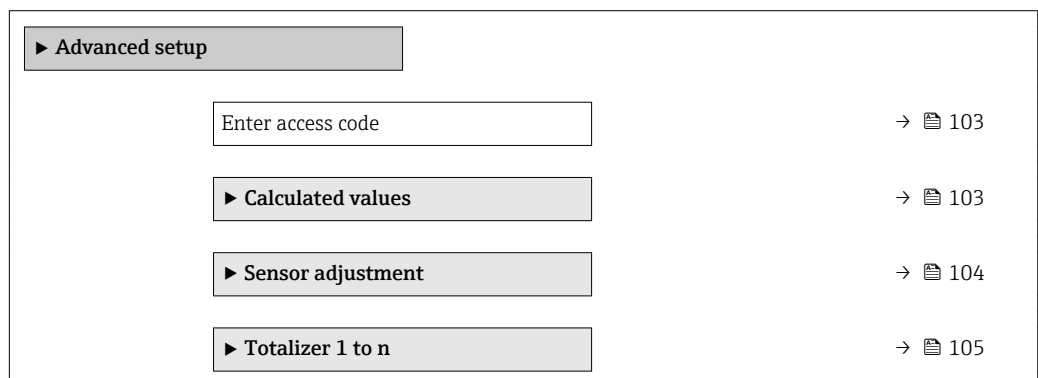 ▶ Advanced setup
Enter access code → 103
▶ Calculated values → 103
▶ Sensor adjustment → 104
▶ Totalizer 1 to n → 105